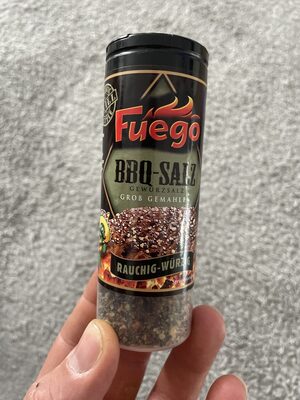 Fuego
BBQ-SALZ
GEWÜRZSALZ
GROB GEMAHLEN
RAUCHIG-WÜRZIG